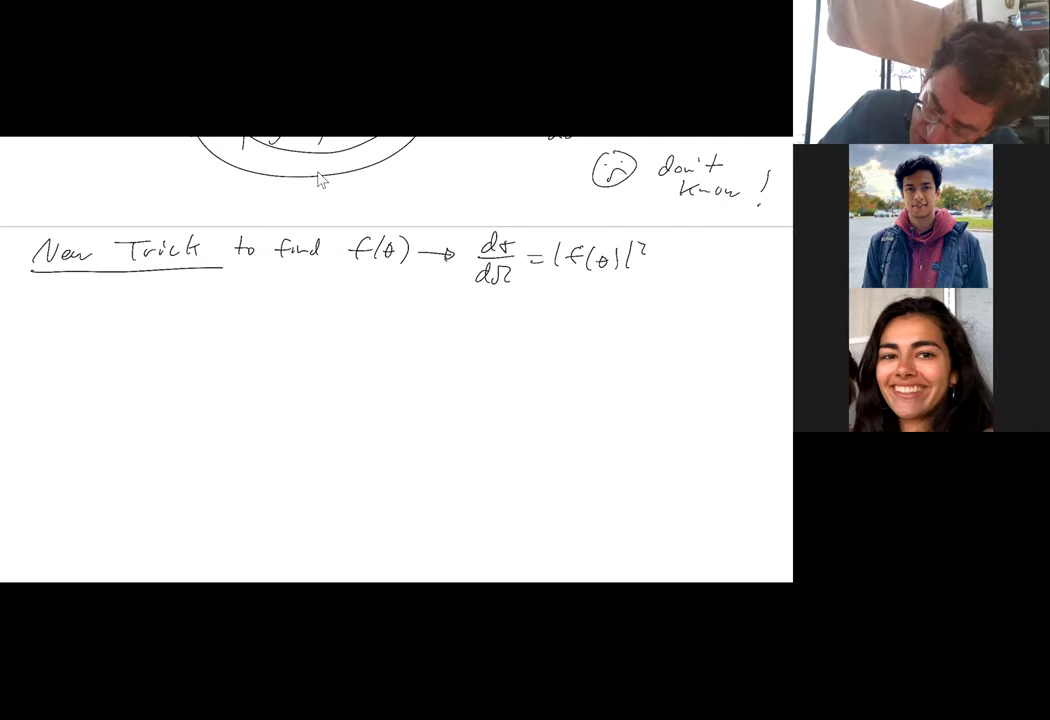 don't
know!
New Trick to find f(θ) → dσ/dΩ = |f(θ)|²